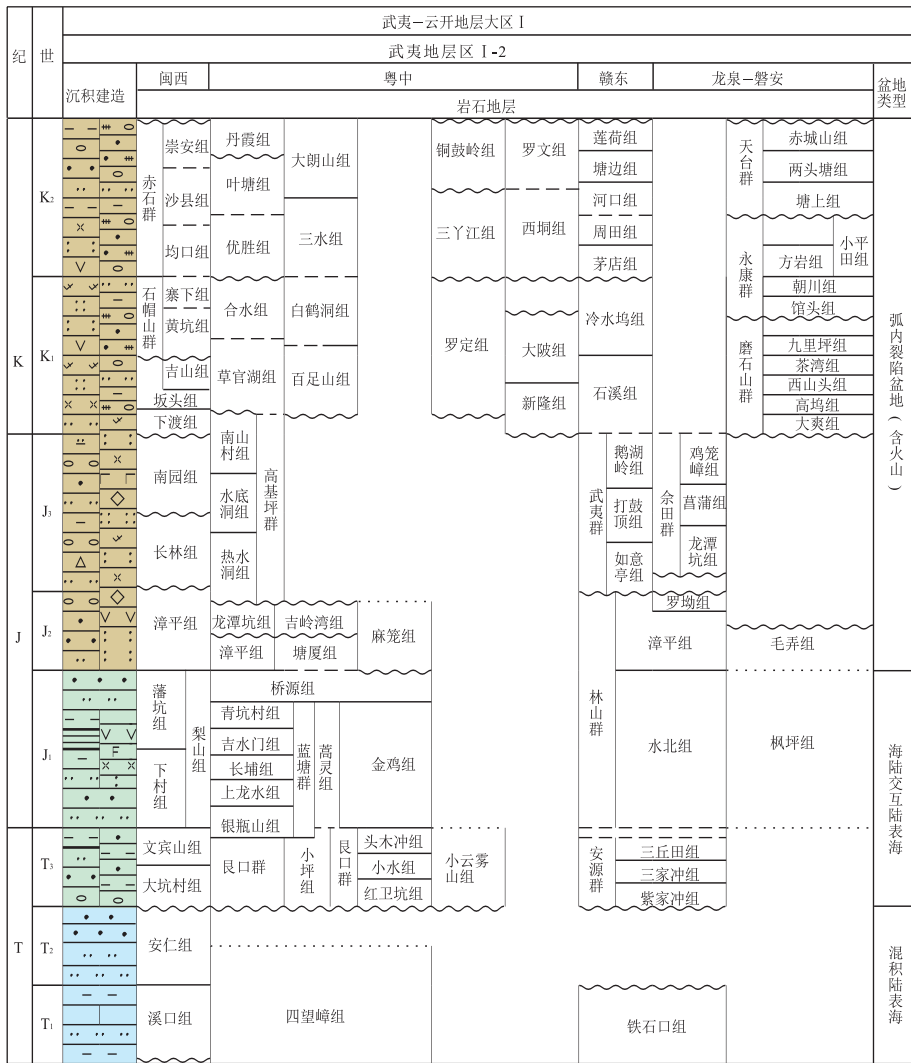 武夷—云开地层大区 I
武夷地层区 I-2
纪
世
沉积建造
闽西
粤中
赣东
龙泉—磐安
盆地类型
岩石地层
K
K₂
K₁
J
J₃
J₂
J₁
T
T₃
T₂
T₁
赤石群
崇安组
沙县组
均口组
石帽山群
寨下组
黄坑组
吉山组
坂头组
下渡组
南园组
长林组
漳平组
藩坑组
下村组
梨山组
文宾山组
大坑村组
安仁组
溪口组
丹霞组
叶塘组
优胜组
合水组
草官湖组
南山村组
水底洞组
热水洞组
高基坪群
龙潭坑组
吉岭湾组
漳平组
塘厦组
麻笼组
桥源组
青坑村组
吉水门组
长埔组
上龙水组
银瓶山组
蓝塘群
蒿灵组
金鸡组
艮口群
小坪组
艮口群
头木冲组
小水组
红卫坑组
小云雾山组
四望嶂组
大朗山组
三水组
白鹤洞组
百足山组
铜鼓岭组
三丫江组
罗定组
罗文组
西垌组
大陂组
新隆组
莲荷组
塘边组
河口组
周田组
茅店组
冷水坞组
石溪组
武夷群
鹅湖岭组
打鼓顶组
如意亭组
林山群
漳平组
水北组
安源群
三丘田组
三家冲组
紫家冲组
铁石口组
佘田群
鸡笼嶂组
菖蒲组
龙潭坑组
罗坳组
天台群
赤城山组
两头塘组
塘上组
永康群
小平田组
方岩组
朝川组
馆头组
磨石山群
九里坪组
茶湾组
西山头组
高坞组
大爽组
毛弄组
枫坪组
弧内裂陷盆地(含火山)
海陆交互陆表海
混积陆表海